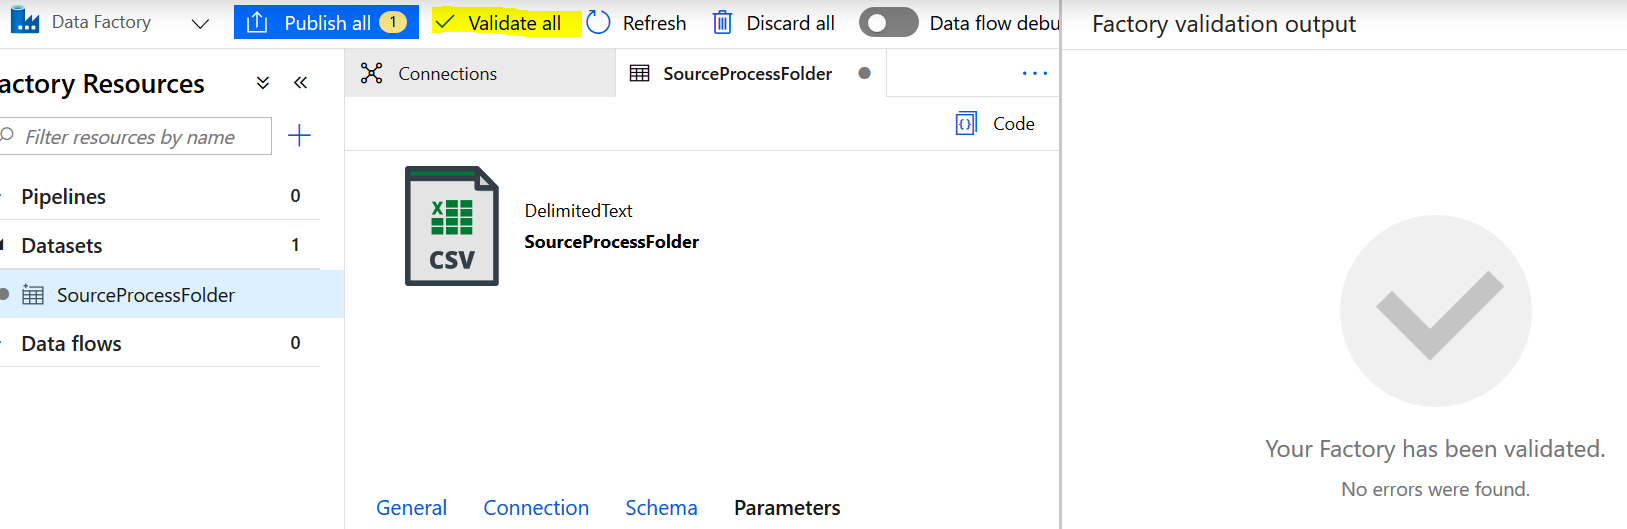 Data Factory
Publish all 1
Validate all
Refresh
Discard all
Data flow debu
Factory validation output
actory Resources
Filter resources by name
Pipelines 0
Datasets 1
SourceProcessFolder
Data flows 0
Connections
SourceProcessFolder
...
{} Code
X
CSV
DelimitedText
SourceProcessFolder
General
Connection
Schema
Parameters
Your Factory has been validated.
No errors were found.